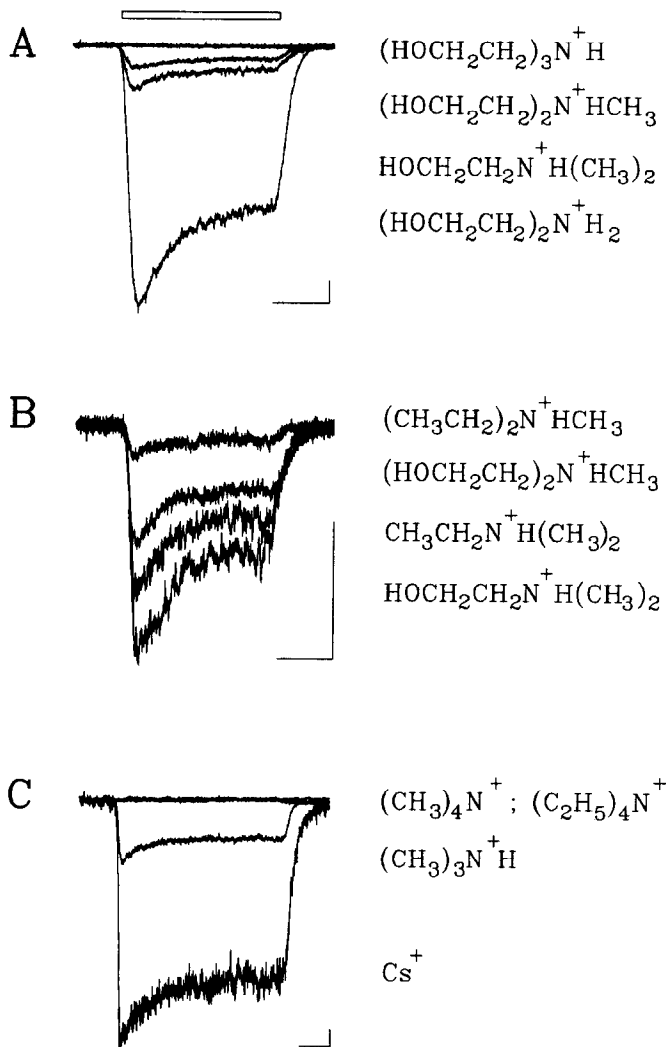 A
(HOCH₂CH₂)₃N⁺H
(HOCH₂CH₂)₂N⁺HCH₃
HOCH₂CH₂N⁺H(CH₃)₂
(HOCH₂CH₂)₂N⁺H₂
B
(CH₃CH₂)₂N⁺HCH₃
(HOCH₂CH₂)₂N⁺HCH₃
CH₃CH₂N⁺H(CH₃)₂
HOCH₂CH₂N⁺H(CH₃)₂
C
(CH₃)₄N⁺ ; (C₂H₅)₄N⁺
(CH₃)₃N⁺H
Cs⁺